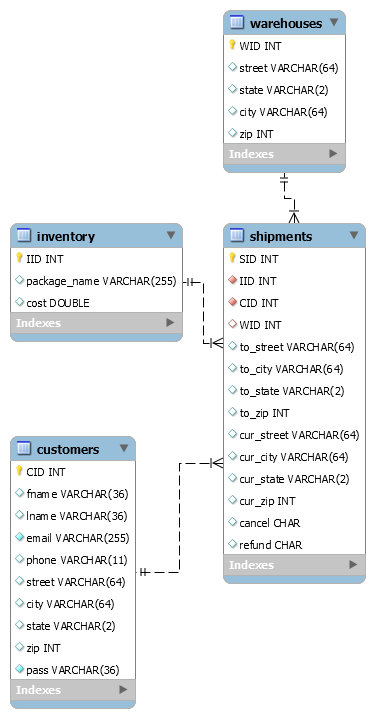 warehouses
WID INT
street VARCHAR(64)
state VARCHAR(2)
city VARCHAR(64)
zip INT
Indexes
inventory
IID INT
package_name VARCHAR(255)
cost DOUBLE
Indexes
shipments
SID INT
IID INT
CID INT
WID INT
to_street VARCHAR(64)
to_city VARCHAR(64)
to_state VARCHAR(2)
to_zip INT
cur_street VARCHAR(64)
cur_city VARCHAR(64)
cur_state VARCHAR(2)
cur_zip INT
cancel CHAR
refund CHAR
Indexes
customers
CID INT
fname VARCHAR(36)
lname VARCHAR(36)
email VARCHAR(255)
phone VARCHAR(11)
street VARCHAR(64)
city VARCHAR(64)
state VARCHAR(2)
zip INT
pass VARCHAR(36)
Indexes